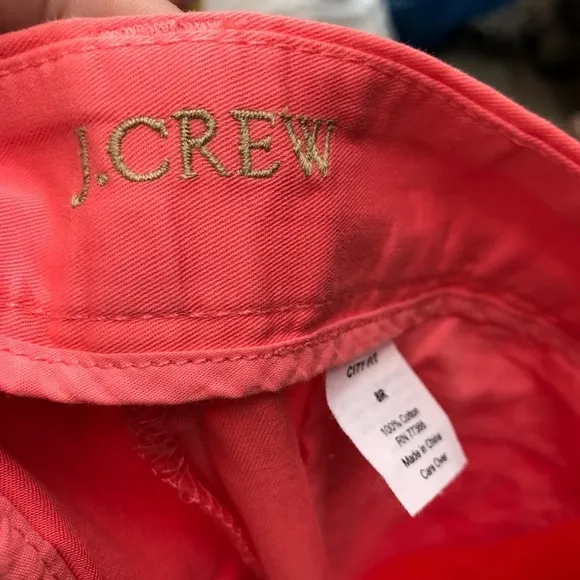 J.CREW
CITY FIT
8R
100% Cotton
RN 77388
Made in China
Care Over